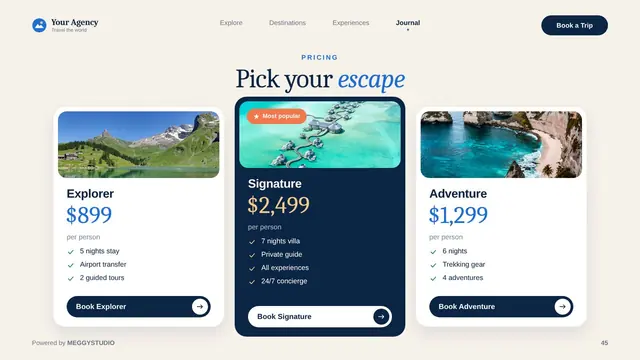 Your Agency
Travel the world
Explore
Destinations
Experiences
Journal
Book a Trip
PRICING
Pick your escape
Explorer
$899
per person
5 nights stay
Airport transfer
2 guided tours
Book Explorer
Most popular
Signature
$2,499
per person
7 nights villa
Private guide
All experiences
24/7 concierge
Book Signature
Adventure
$1,299
per person
6 nights
Trekking gear
4 adventures
Book Adventure
Powered by MEGGYSTUDIO
45